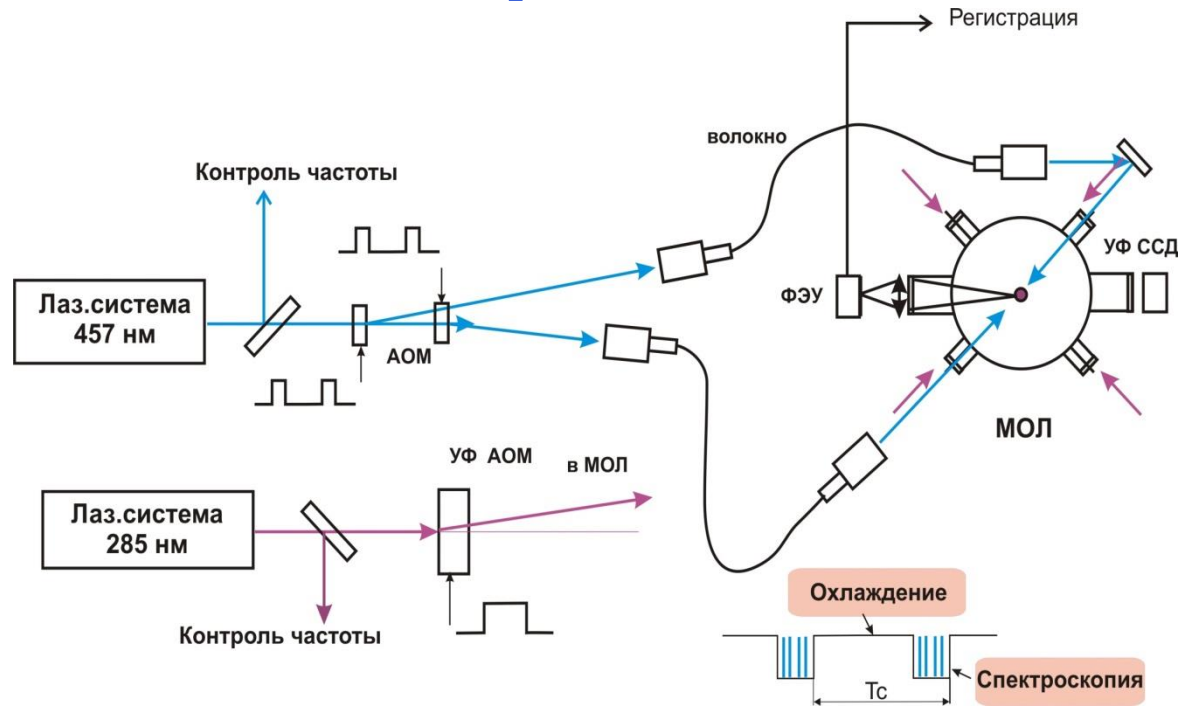 Регистрация
волокно
Контроль частоты
УФ ССД
ФЭУ
Лаз.система
457 нм
АОМ
МОЛ
УФ АОМ
в МОЛ
Лаз.система
285 нм
Охлаждение
Контроль частоты
Спектроскопия
Tc